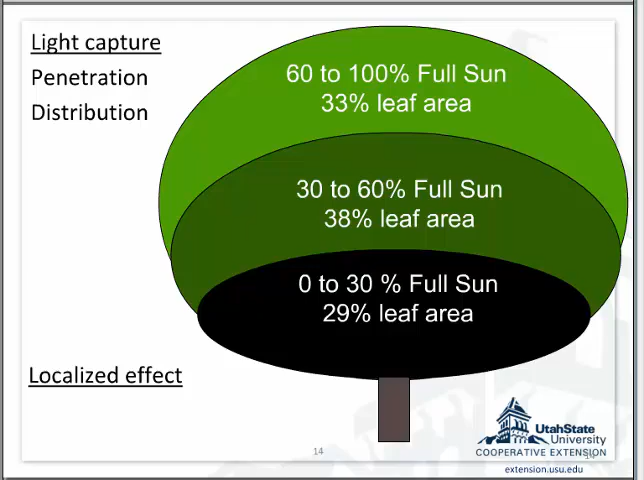 Light capture
Penetration
Distribution
60 to 100% Full Sun
33% leaf area
30 to 60% Full Sun
38% leaf area
0 to 30 % Full Sun
29% leaf area
Localized effect
14
UtahState
University
COOPERATIVE EXTENSION
14
extension.usu.edu